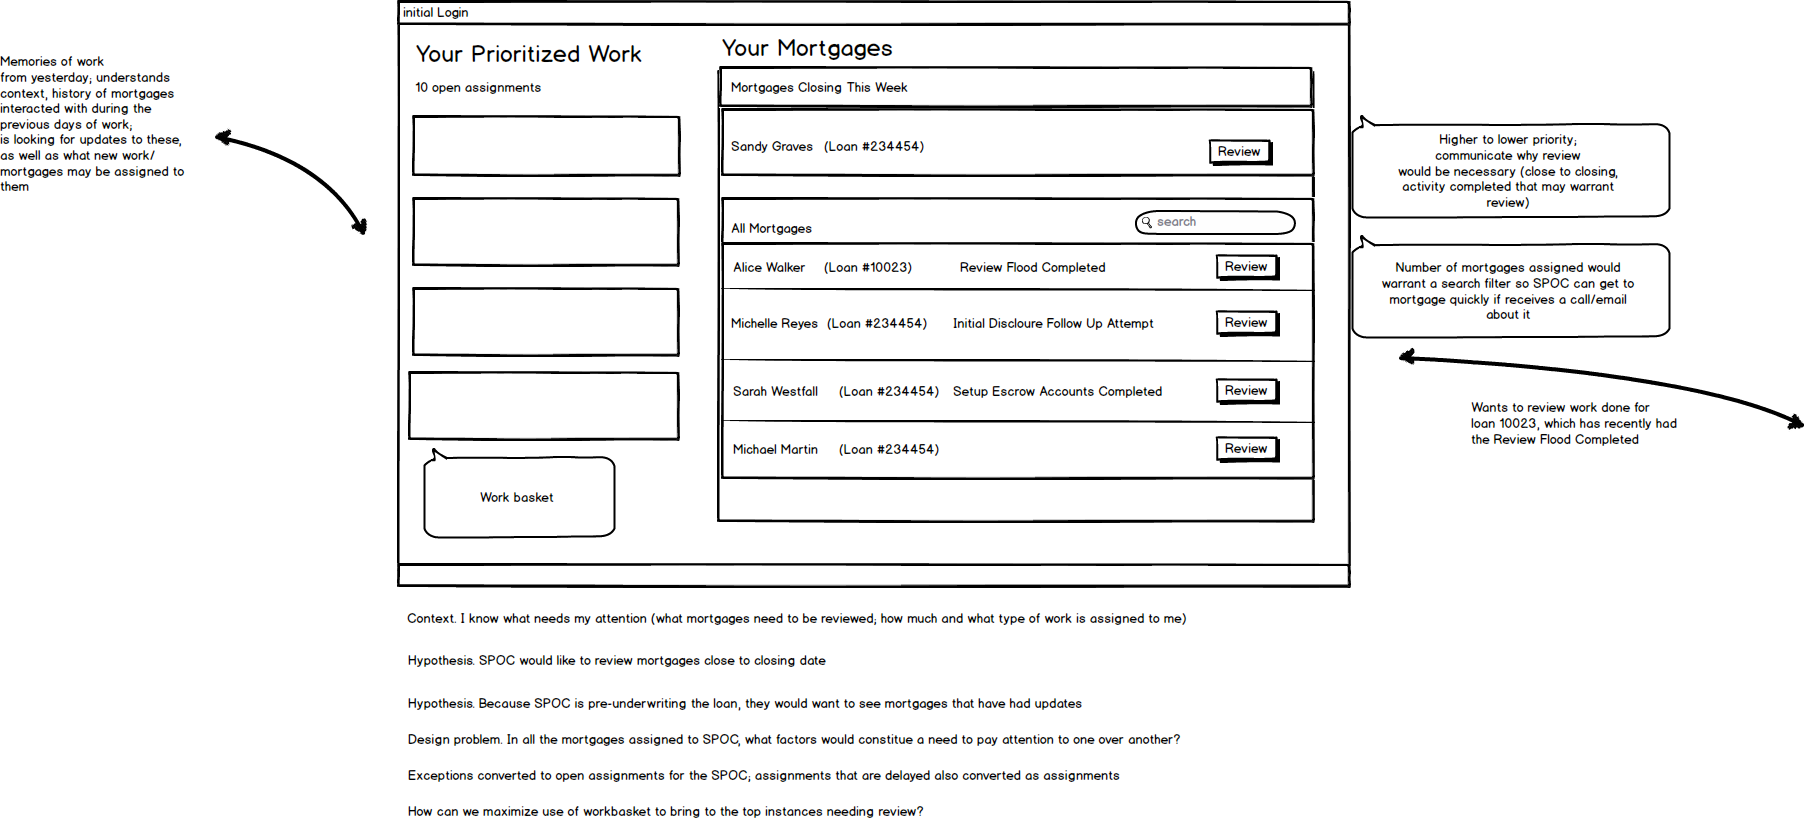 initial Login
Memories of work
from yesterday; understands
context, history of mortgages
interacted with during the
previous days of work;
is looking for updates to these,
as well as what new work/
mortgages may be assigned to
them
Your Prioritized Work
10 open assignments
Work basket
Your Mortgages
Mortgages Closing This Week
Sandy Graves (Loan #234454) Review
All Mortgages search
Alice Walker (Loan #10023) Review Flood Completed Review
Michelle Reyes (Loan #234454) Initial Discloure Follow Up Attempt Review
Sarah Westfall (Loan #234454) Setup Escrow Accounts Completed Review
Michael Martin (Loan #234454) Review
Higher to lower priority;
communicate why review
would be necessary (close to closing,
activity completed that may warrant
review)
Number of mortgages assigned would
warrant a search filter so SPOC can get to
mortgage quickly if receives a call/email
about it
Wants to review work done for
loan 10023, which has recently had
the Review Flood Completed
Context. I know what needs my attention (what mortgages need to be reviewed; how much and what type of work is assigned to me)
Hypothesis. SPOC would like to review mortgages close to closing date
Hypothesis. Because SPOC is pre-underwriting the loan, they would want to see mortgages that have had updates
Design problem. In all the mortgages assigned to SPOC, what factors would constitue a need to pay attention to one over another?
Exceptions converted to open assignments for the SPOC; assignments that are delayed also converted as assignments
How can we maximize use of workbasket to bring to the top instances needing review?